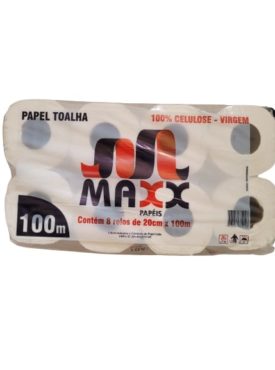 PAPEL TOALHA
100% CELULOSE - VIRGEM
MAXX
PAPÉIS
100m
Contém 8 rolos de 20cm x 100m